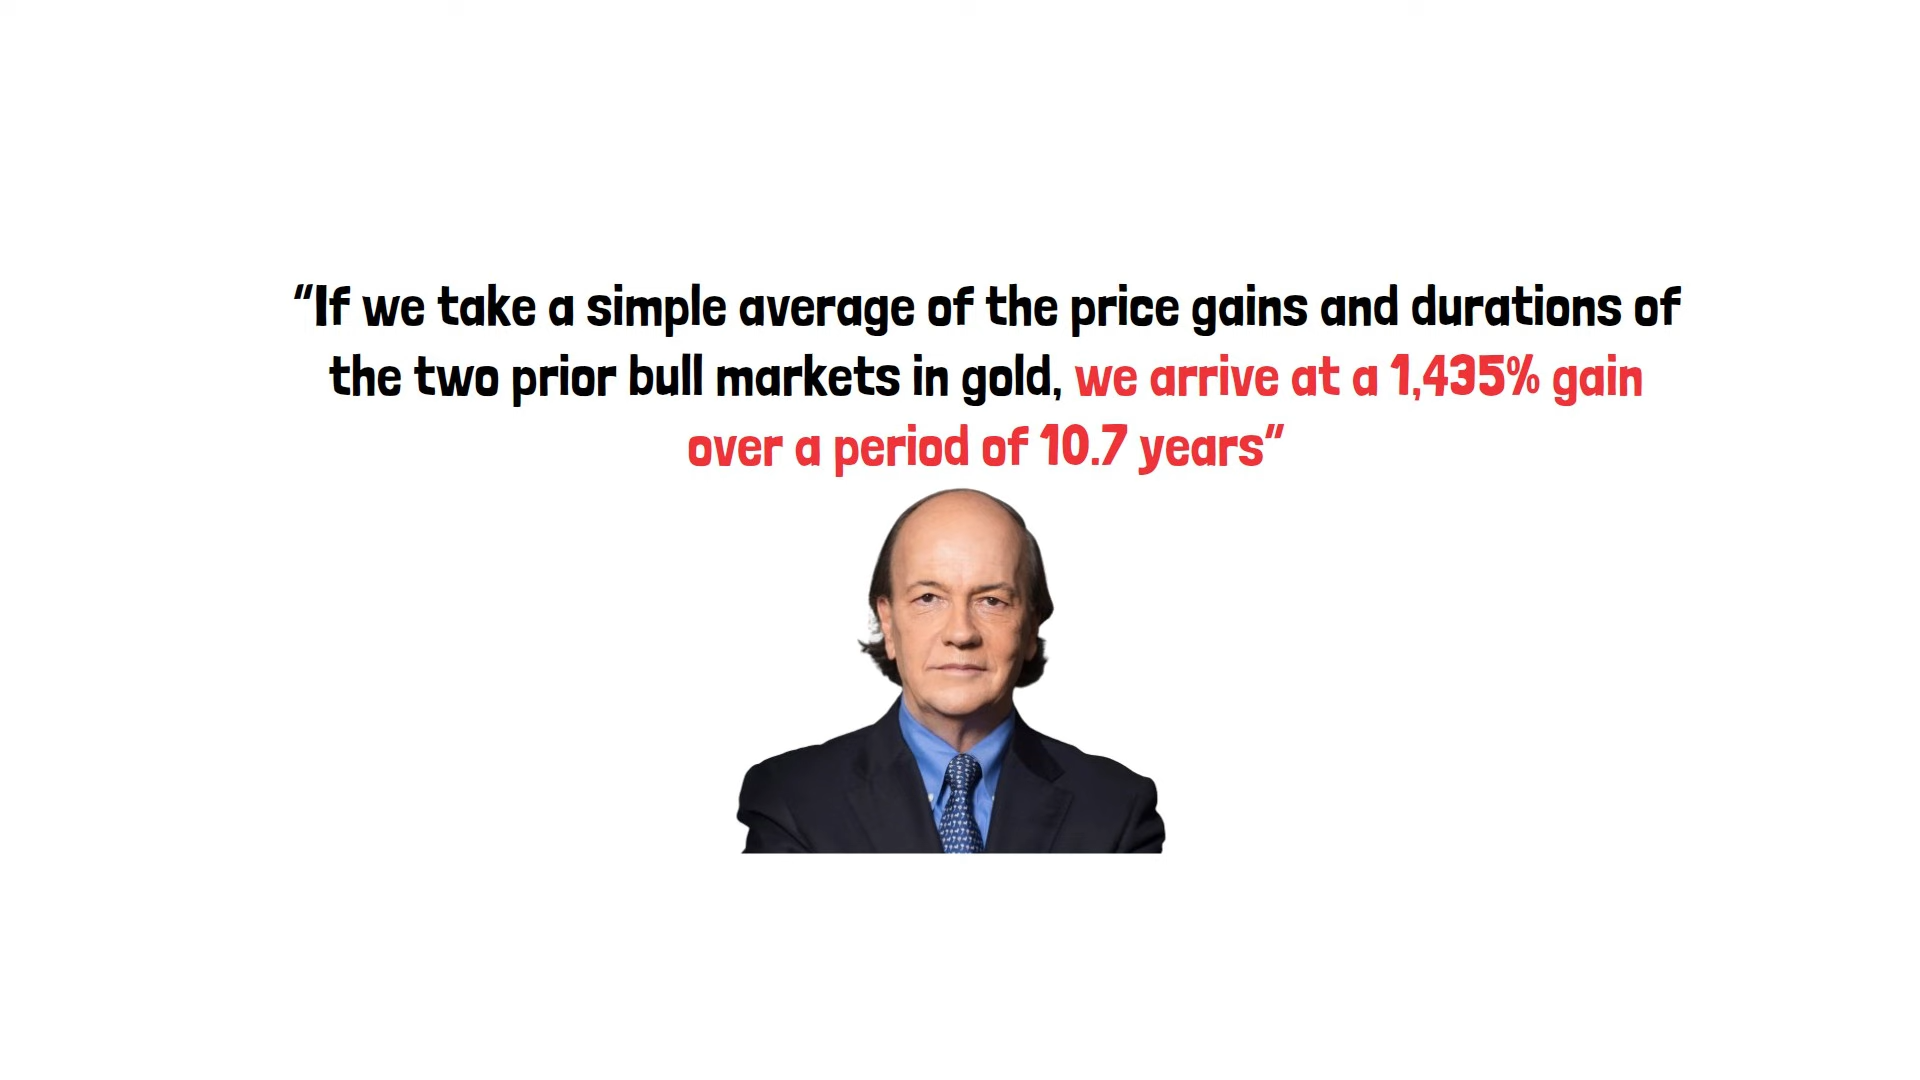 “If we take a simple average of the price gains and durations of
the two prior bull markets in gold, we arrive at a 1,435% gain
over a period of 10.7 years”